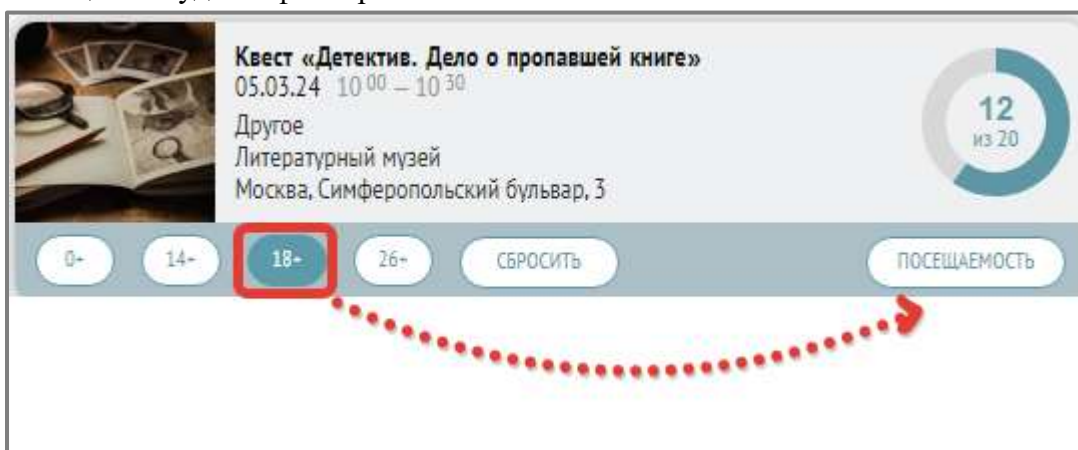 Квест «Детектив. Дело о пропавшей книге»
05.03.24 10 00 – 10 30
Другое
Литературный музей
Москва, Симферопольский бульвар, 3
12
из 20
0+ 14+ 18+ 26+ СБРОСИТЬ ПОСЕЩАЕМОСТЬ